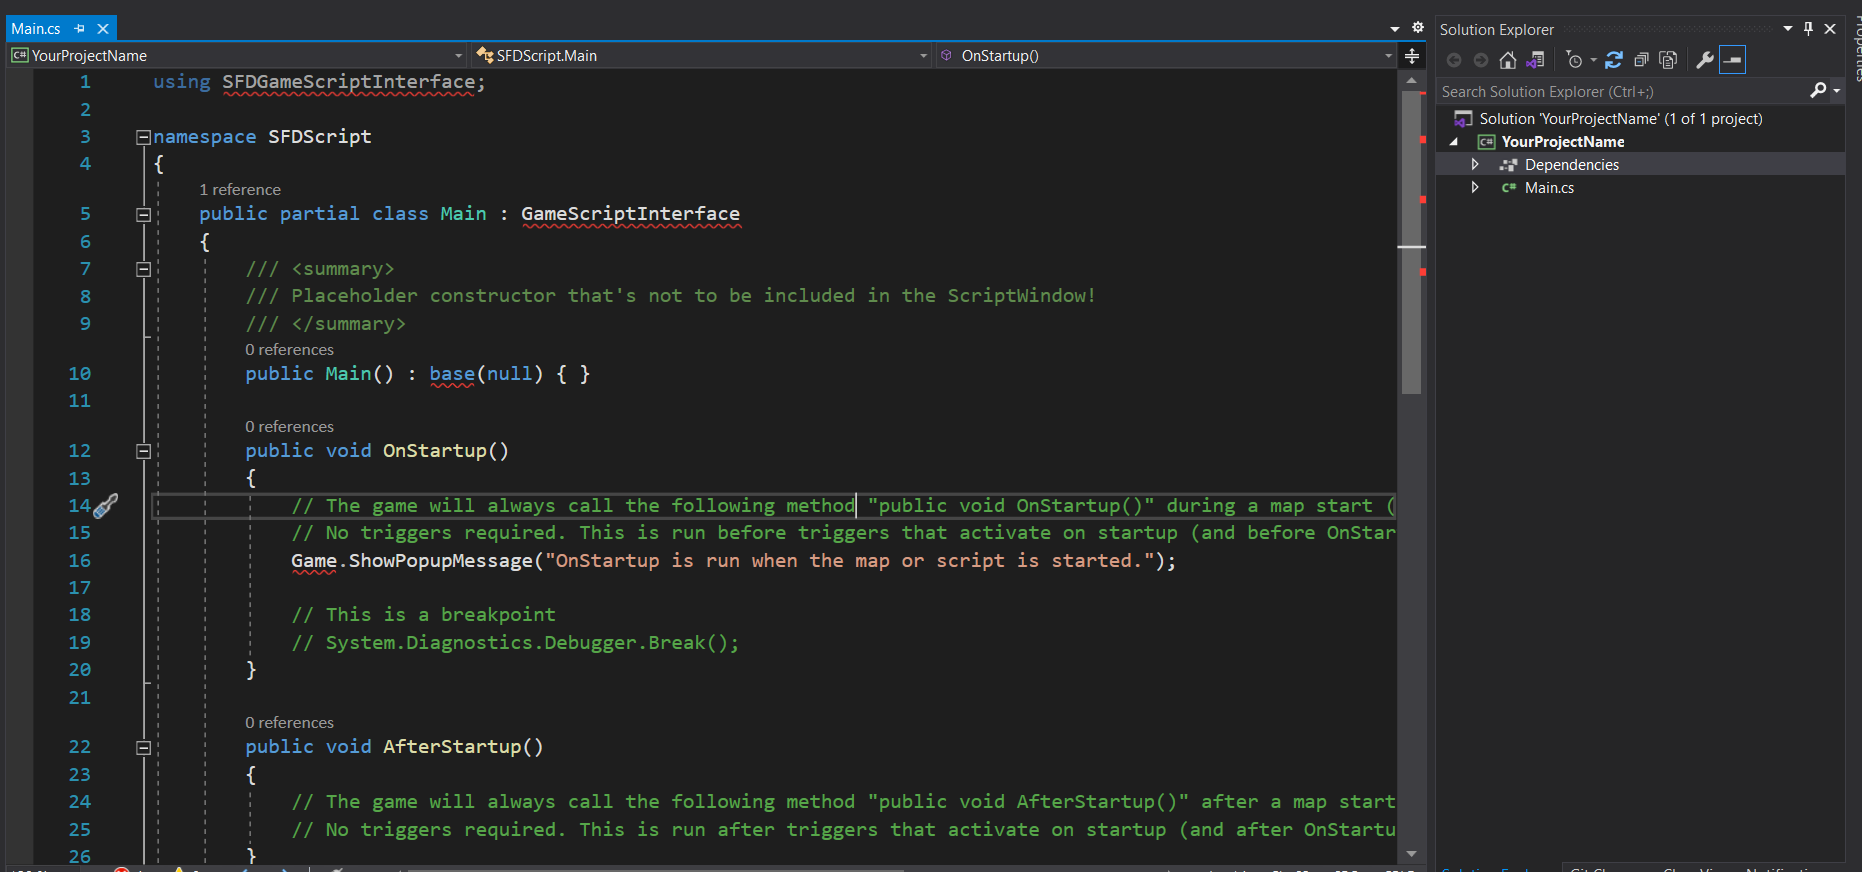 Main.cs
YourProjectName
SFDScript.Main
OnStartup()
1 using SFDGameScriptInterface;
2
3 namespace SFDScript
4 {
1 reference
5 public partial class Main : GameScriptInterface
6 {
7 /// <summary>
8 /// Placeholder constructor that's not to be included in the ScriptWindow!
9 /// </summary>
0 references
10 public Main() : base(null) { }
11
0 references
12 public void OnStartup()
13 {
14 // The game will always call the following method "public void OnStartup()" during a map start (
15 // No triggers required. This is run before triggers that activate on startup (and before OnStar
16 Game.ShowPopupMessage("OnStartup is run when the map or script is started.");
17
18 // This is a breakpoint
19 // System.Diagnostics.Debugger.Break();
20 }
21
0 references
22 public void AfterStartup()
23 {
24 // The game will always call the following method "public void AfterStartup()" after a map start
25 // No triggers required. This is run after triggers that activate on startup (and after OnStartu
26 }
Solution Explorer
Search Solution Explorer (Ctrl+;)
Solution 'YourProjectName' (1 of 1 project)
C# YourProjectName
Dependencies
C# Main.cs
Properties